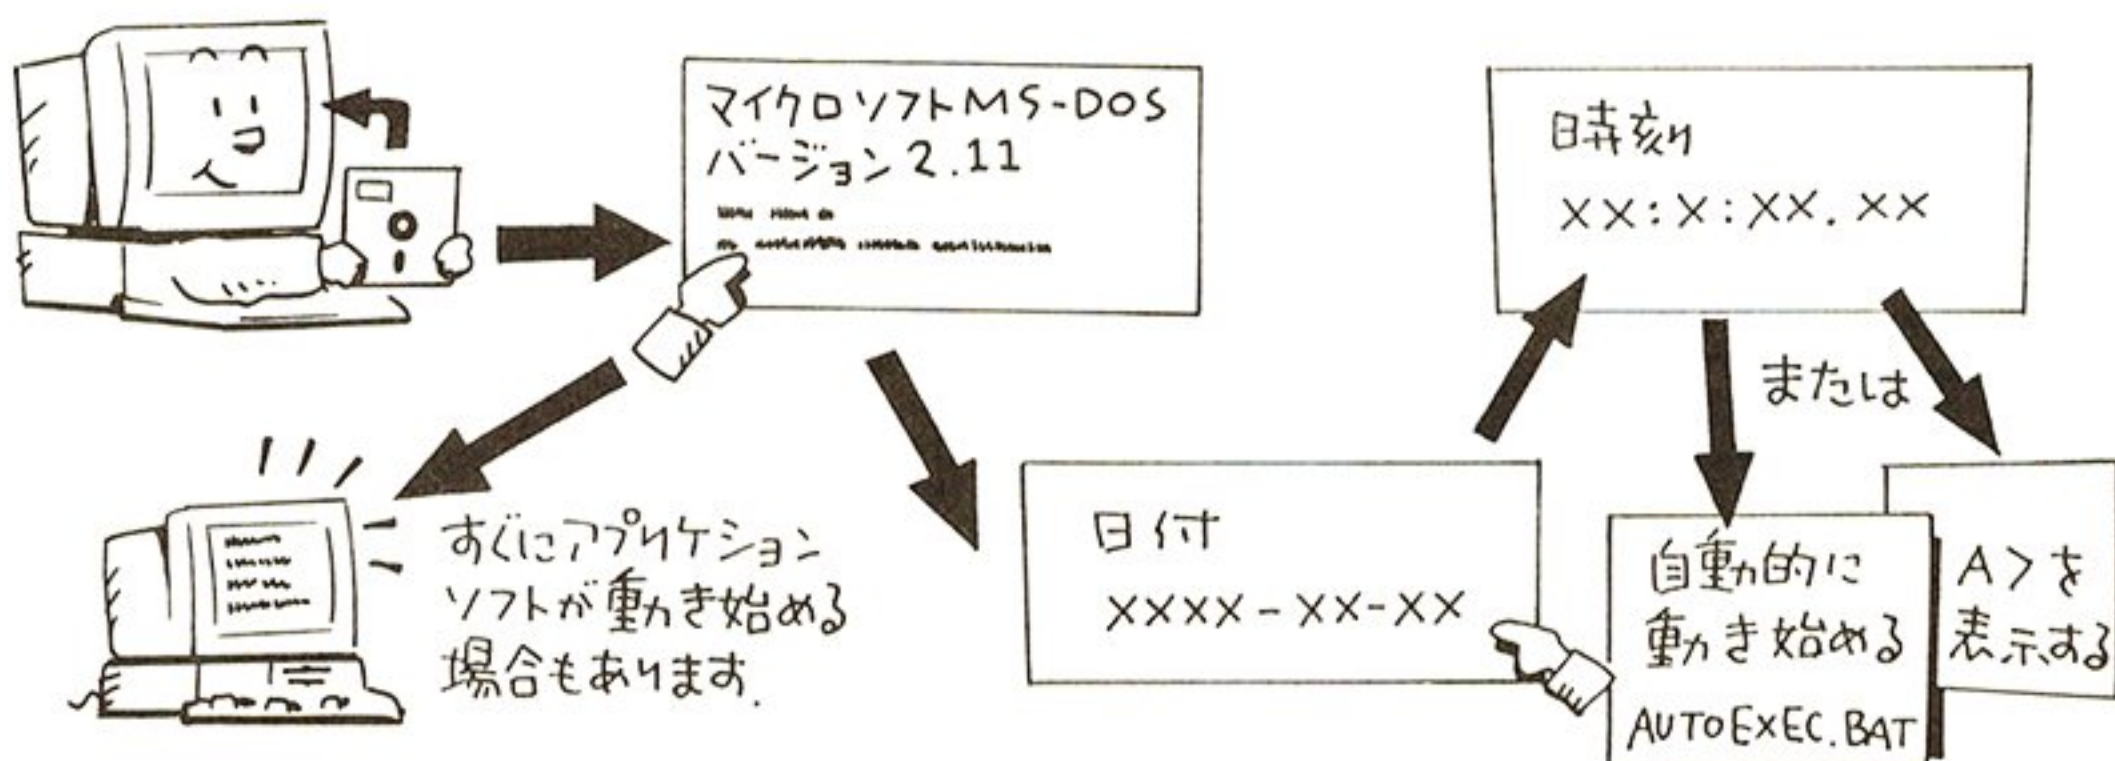 マイクロソフトMS-DOS
バージョン2.11
すぐにアプリケション
ソフトが動き始める
場合もあります.
日付
XXXX-XX-XX
時刻
XX:X:XX.XX
または
自動的に
動き始める
AUTOEXEC.BAT
A>を
表示する